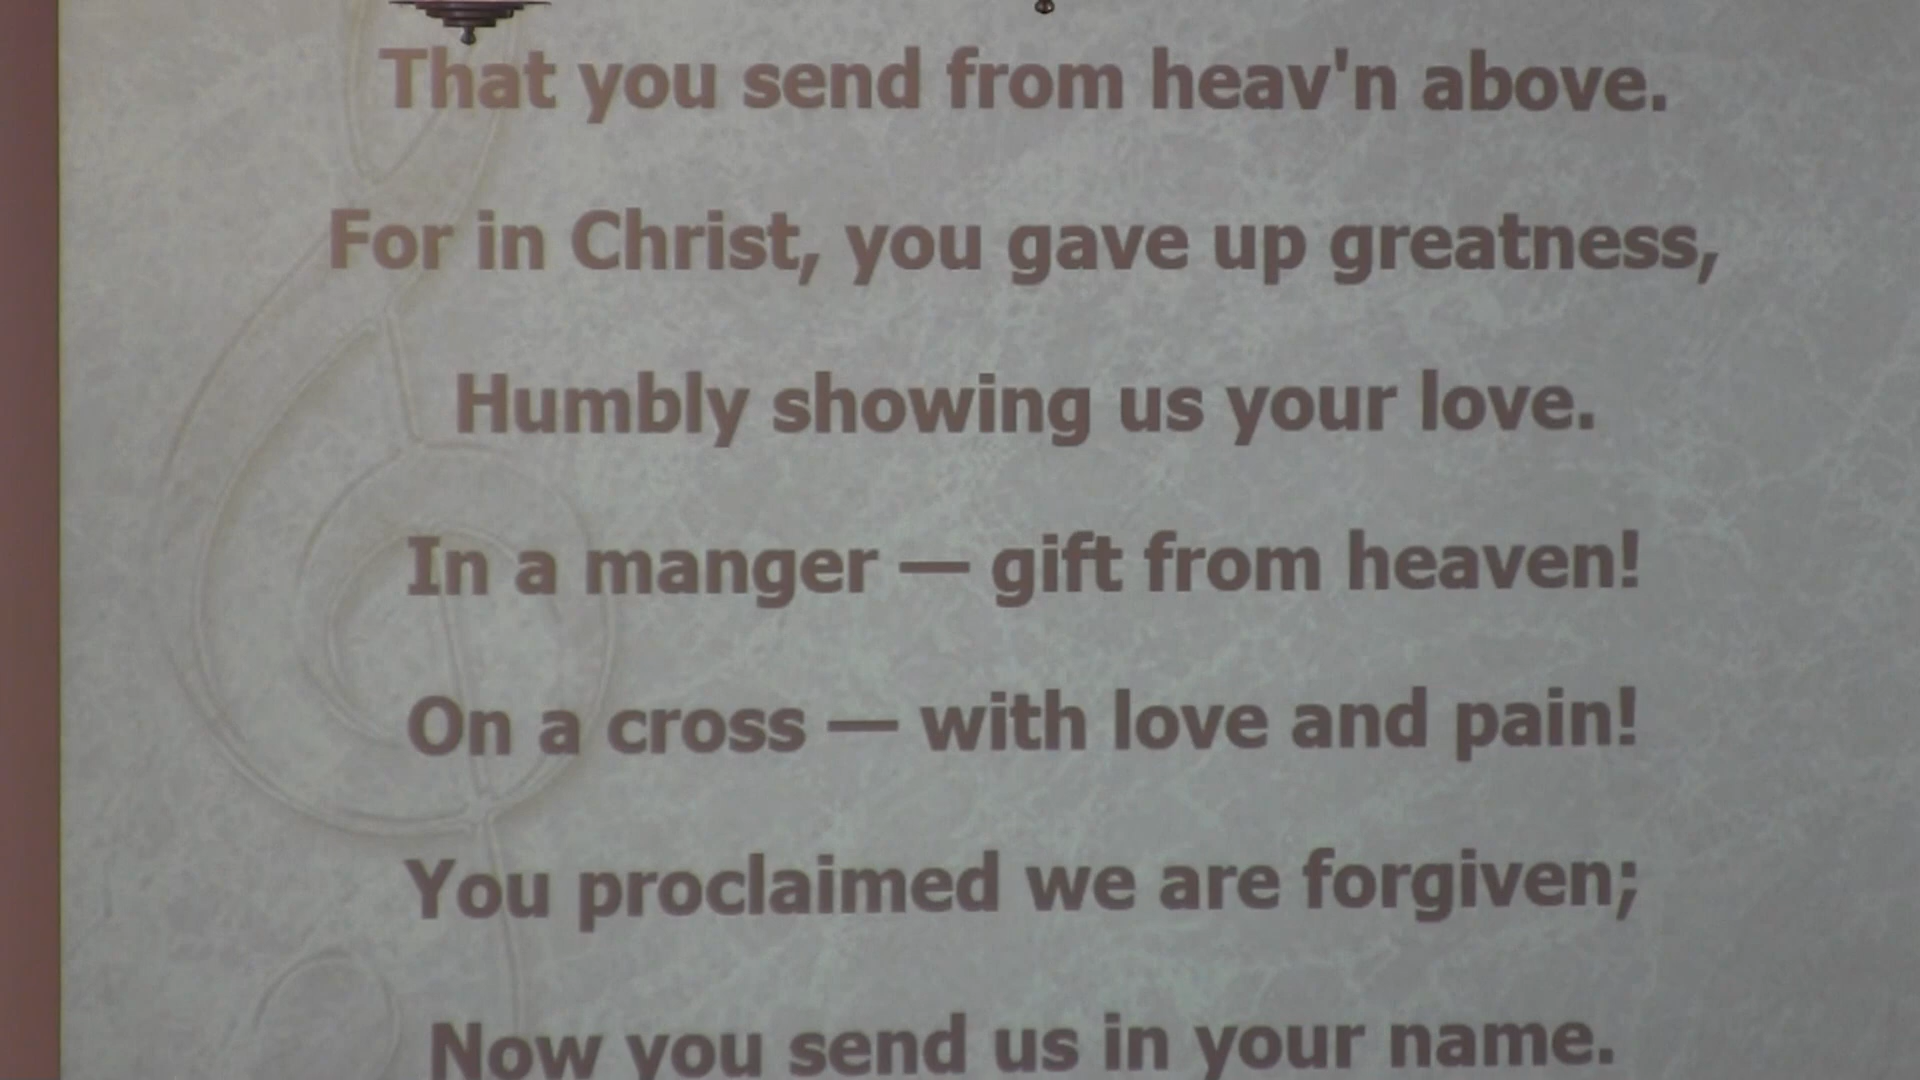 That you send from heav'n above.
For in Christ, you gave up greatness,
Humbly showing us your love.
In a manger — gift from heaven!
On a cross — with love and pain!
You proclaimed we are forgiven;
Now you send us in your name.